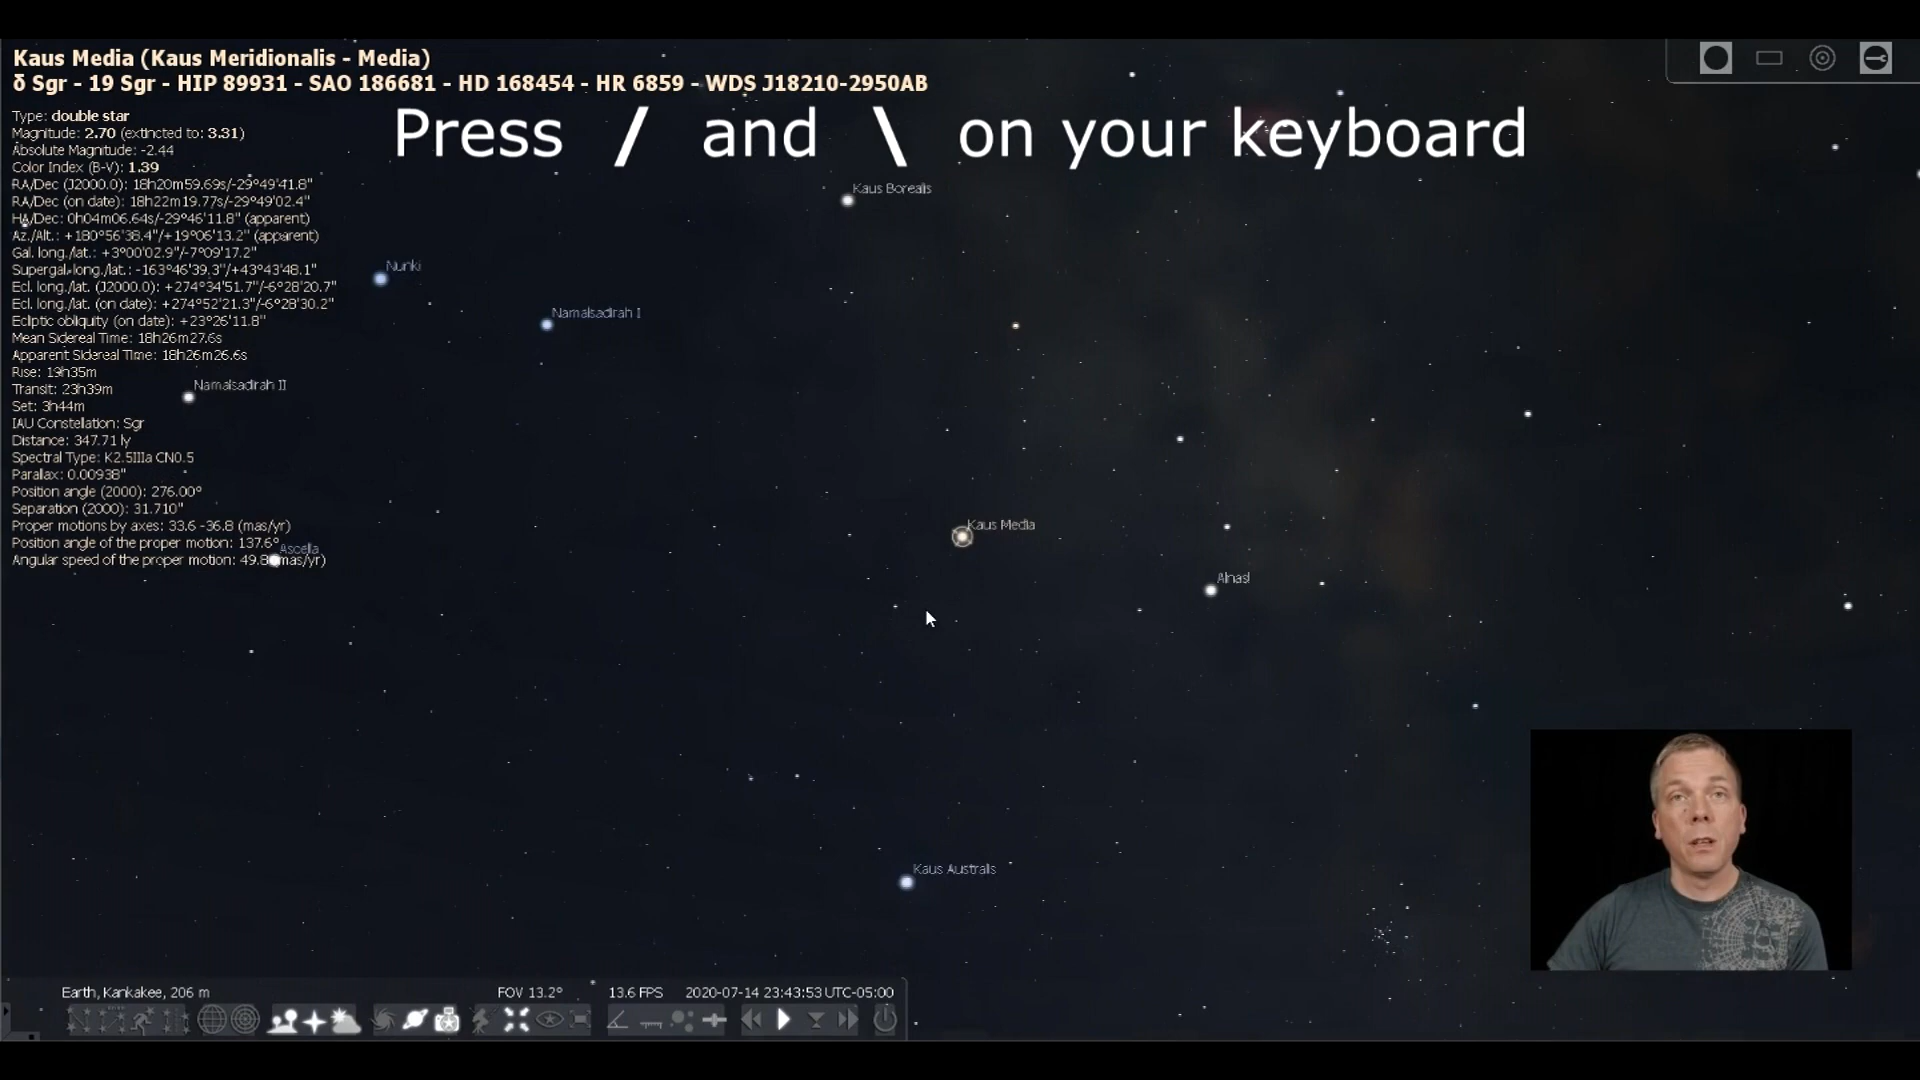 Kaus Media (Kaus Meridionalis - Media)
δ Sgr - 19 Sgr - HIP 89931 - SAO 186681 - HD 168454 - HR 6859 - WDS J18210-2950AB
Press / and \ on your keyboard
Type: double star
Magnitude: 2.70 (extincted to: 3.31)
Absolute Magnitude: -2.44
Color Index (B-V): 1.39
RA/Dec (J2000.0): 18h20m59.69s/-29°49'41.8"
RA/Dec (on date): 18h22m19.77s/-29°49'02.4"
HA/Dec: 0h04m06.64s/-29°46'11.8" (apparent)
Az./Alt.: +180°56'38.4"/+19°06'13.2" (apparent)
Gal. long./lat.: +3°00'02.9"/-7°09'17.2"
Supergal. long./lat.: -163°46'39.3"/+43°43'48.1"
Ecl. long./lat. (J2000.0): +274°34'51.7"/-6°28'20.7"
Ecl. long./lat. (on date): +274°52'21.3"/-6°28'30.2"
Ecliptic obliquity (on date): +23°26'11.8"
Mean Sidereal Time: 18h26m27.6s
Apparent Sidereal Time: 18h26m26.6s
Rise: 19h35m
Transit: 23h39m
Set: 3h44m
IAU Constellation: Sgr
Distance: 347.71 ly
Spectral Type: K2.5IIIa CN0.5
Parallax: 0.00938"
Position angle (2000): 276.00°
Separation (2000): 31.710"
Proper motions by axes: 33.6 -36.8 (mas/yr)
Position angle of the proper motion: 137.6°
Angular speed of the proper motion: 49.8 (mas/yr)
Kaus Borealis
Nunki
Namalsadirah I
Namalsadirah II
Kaus Media
Ascella
Alnasl
Kaus Australis
Earth, Kankakee, 206 m
FOV 13.2°
13.6 FPS
2020-07-14 23:43:53 UTC-05:00